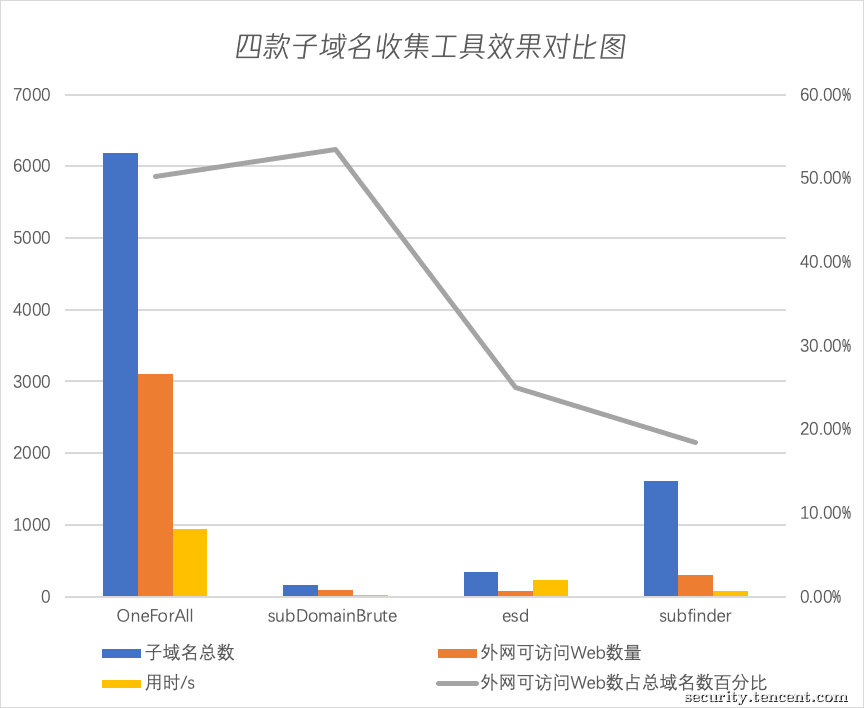 四款子域名收集工具效果对比图
7000 60.00%
6000 50.00%
5000 40.00%
4000 30.00%
3000 20.00%
2000 10.00%
1000 0.00%
0
OneForAll subDomainBrute esd subfinder
子域名总数 外网可访问Web数量
用时/s 外网可访问Web数占总域名数百分比
security.tencent.com